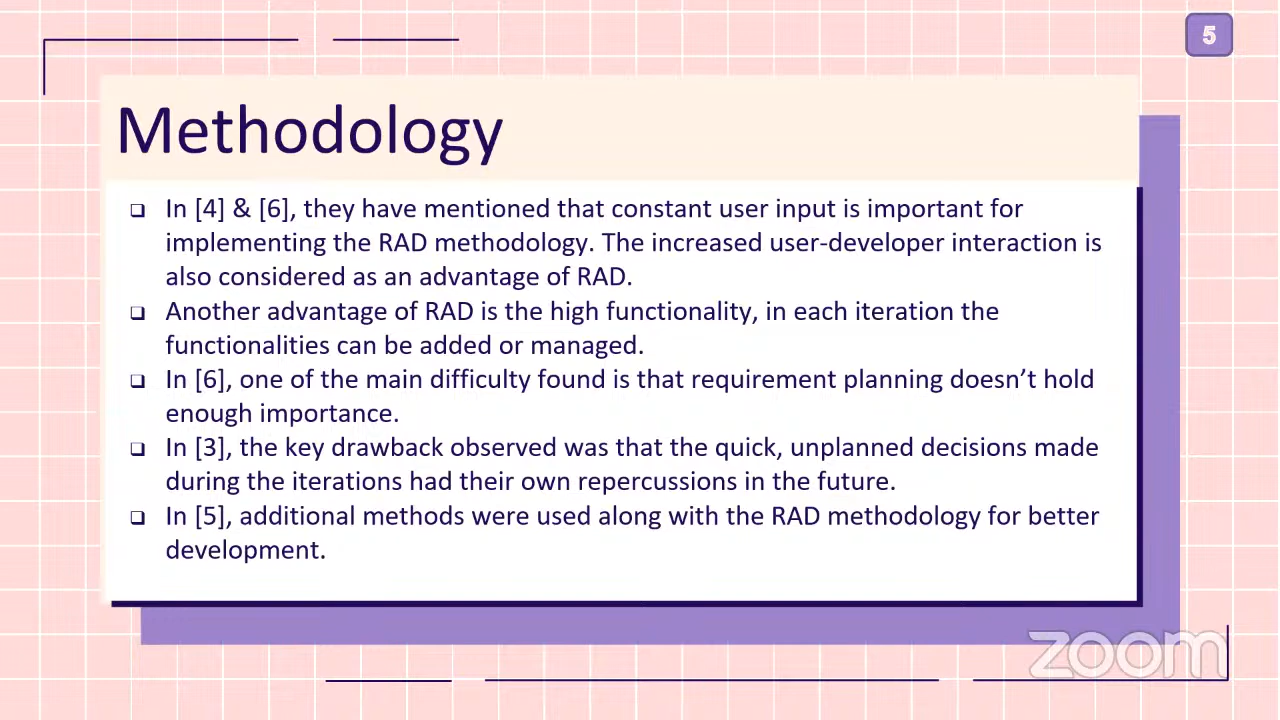 5
Methodology
In [4] & [6], they have mentioned that constant user input is important for
implementing the RAD methodology. The increased user-developer interaction is
also considered as an advantage of RAD.
Another advantage of RAD is the high functionality, in each iteration the
functionalities can be added or managed.
In [6], one of the main difficulty found is that requirement planning doesn’t hold
enough importance.
In [3], the key drawback observed was that the quick, unplanned decisions made
during the iterations had their own repercussions in the future.
In [5], additional methods were used along with the RAD methodology for better
development.
zoom